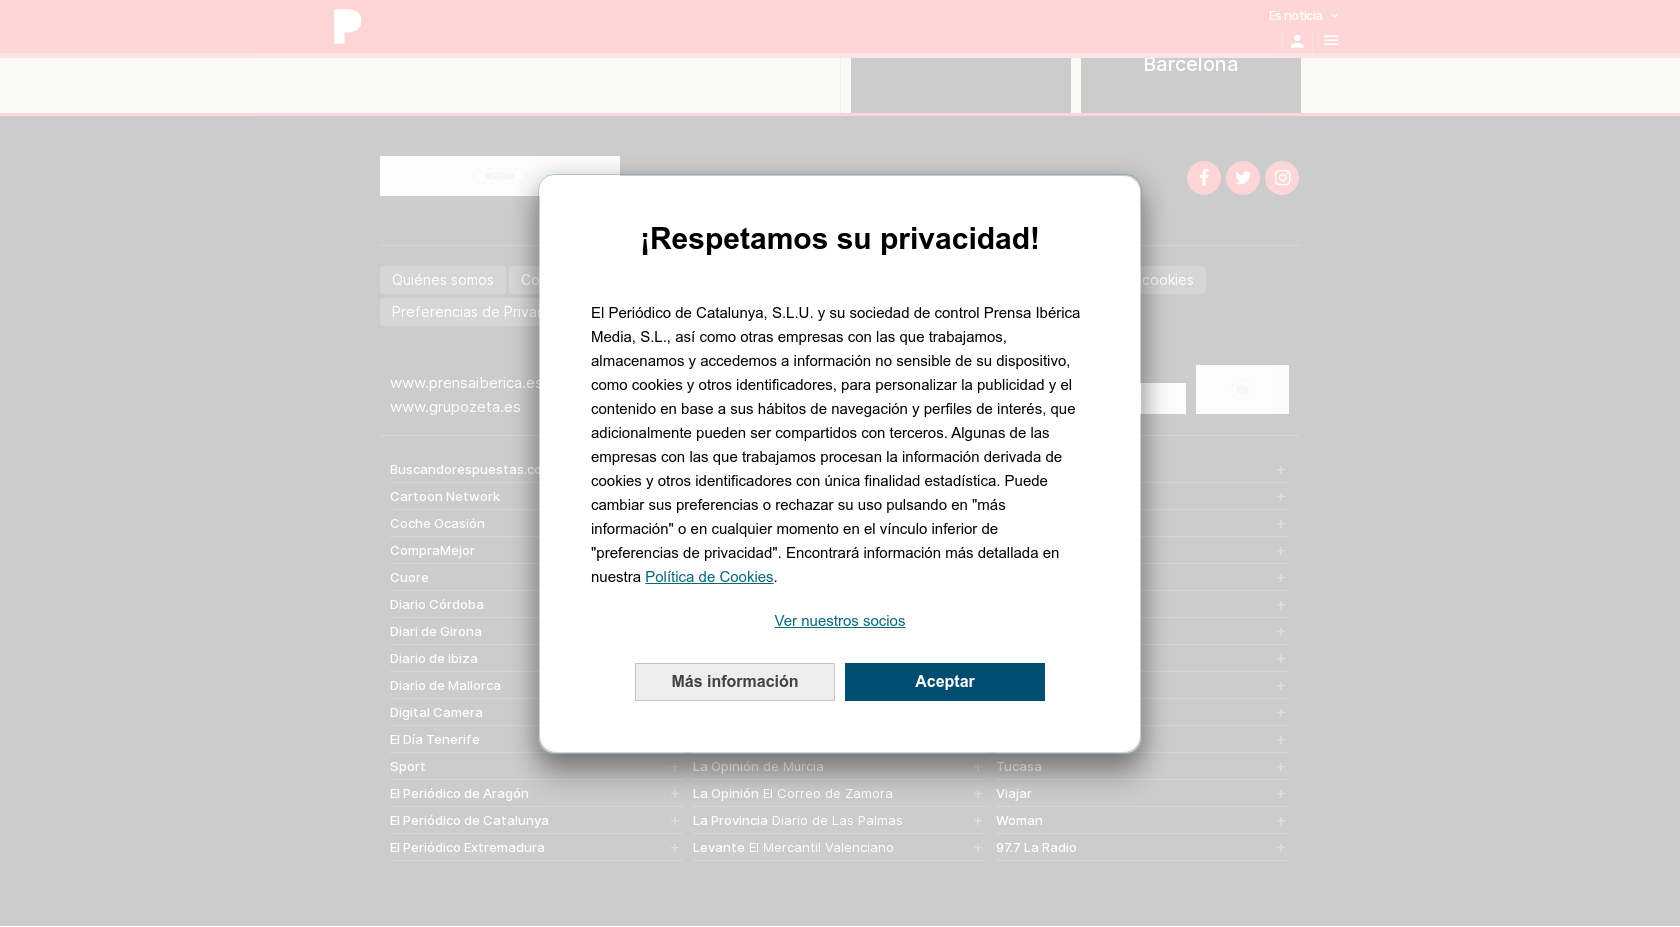 P
Es noticia
Barcelona
¡Respetamos su privacidad!
El Periódico de Catalunya, S.L.U. y su sociedad de control Prensa Ibérica
Media, S.L., así como otras empresas con las que trabajamos,
almacenamos y accedemos a información no sensible de su dispositivo,
como cookies y otros identificadores, para personalizar la publicidad y el
contenido en base a sus hábitos de navegación y perfiles de interés, que
adicionalmente pueden ser compartidos con terceros. Algunas de las
empresas con las que trabajamos procesan la información derivada de
cookies y otros identificadores con única finalidad estadística. Puede
cambiar sus preferencias o rechazar su uso pulsando en "más
información" o en cualquier momento en el vínculo inferior de
"preferencias de privacidad". Encontrará información más detallada en
nuestra Política de Cookies.
Ver nuestros socios
Más información Aceptar
Quiénes somos Co cookies
Preferencias de Privac
www.prensaiberica.es
www.grupozeta.es
Buscandorespuestas.co +
Cartoon Network +
Coche Ocasión +
CompraMejor +
Cuore +
Diario Córdoba +
Diari de Girona +
Diario de Ibiza +
Diario de Mallorca +
Digital Camera +
El Día Tenerife +
Sport + La Opinión de Murcia + Tucasa +
El Periódico de Aragón + La Opinión El Correo de Zamora + Viajar +
El Periódico de Catalunya + La Provincia Diario de Las Palmas + Woman +
El Periódico Extremadura + Levante El Mercantil Valenciano + 97.7 La Radio +